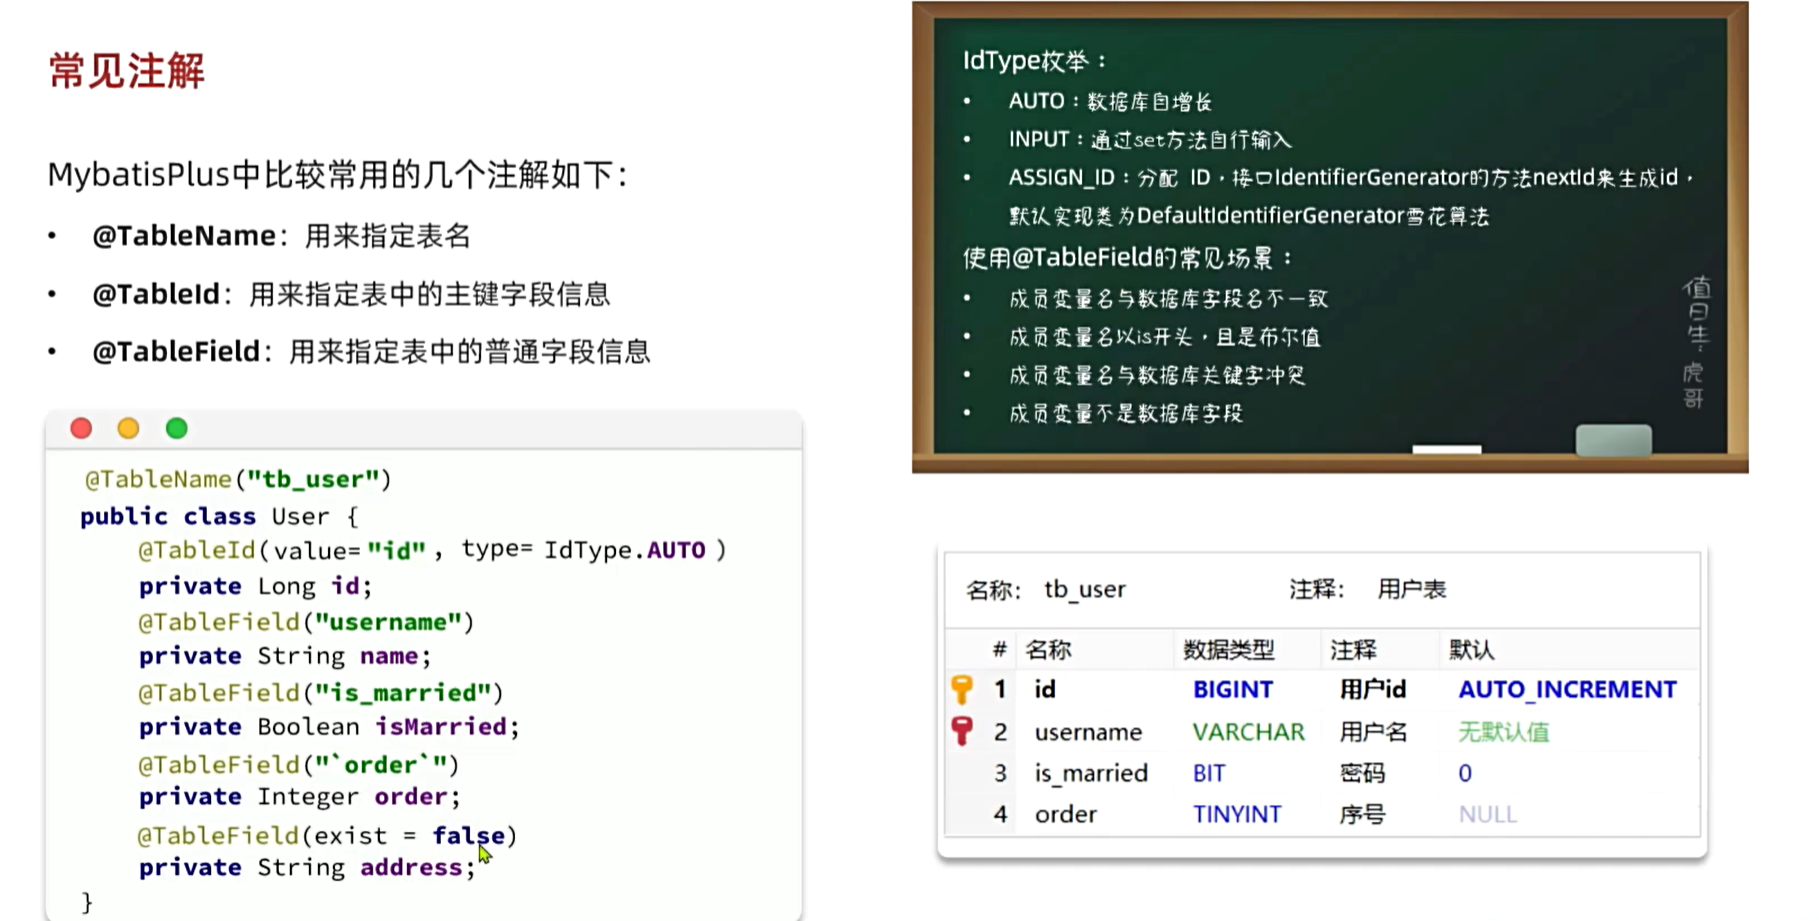 常见注解
MybatisPlus中比较常用的几个注解如下：
• @TableName：用来指定表名
• @TableId：用来指定表中的主键字段信息
• @TableField：用来指定表中的普通字段信息
@TableName("tb_user")
public class User {
@TableId(value="id", type= IdType.AUTO )
private Long id;
@TableField("username")
private String name;
@TableField("is_married")
private Boolean isMarried;
@TableField("`order`")
private Integer order;
@TableField(exist = false)
private String address;
}
IdType枚举：
• AUTO：数据库自增长
• INPUT：通过set方法自行输入
• ASSIGN_ID：分配 ID，接口IdentifierGenerator的方法nextId来生成id，
默认实现类为DefaultIdentifierGenerator雪花算法
使用@TableField的常见场景：
• 成员变量名与数据库字段名不一致
• 成员变量名以is开头，且是布尔值
• 成员变量名与数据库关键字冲突
• 成员变量不是数据库字段
值日生：虎哥
名称： tb_user 注释： 用户表
# 名称 数据类型 注释 默认
1 id BIGINT 用户id AUTO_INCREMENT
2 username VARCHAR 用户名 无默认值
3 is_married BIT 密码 0
4 order TINYINT 序号 NULL